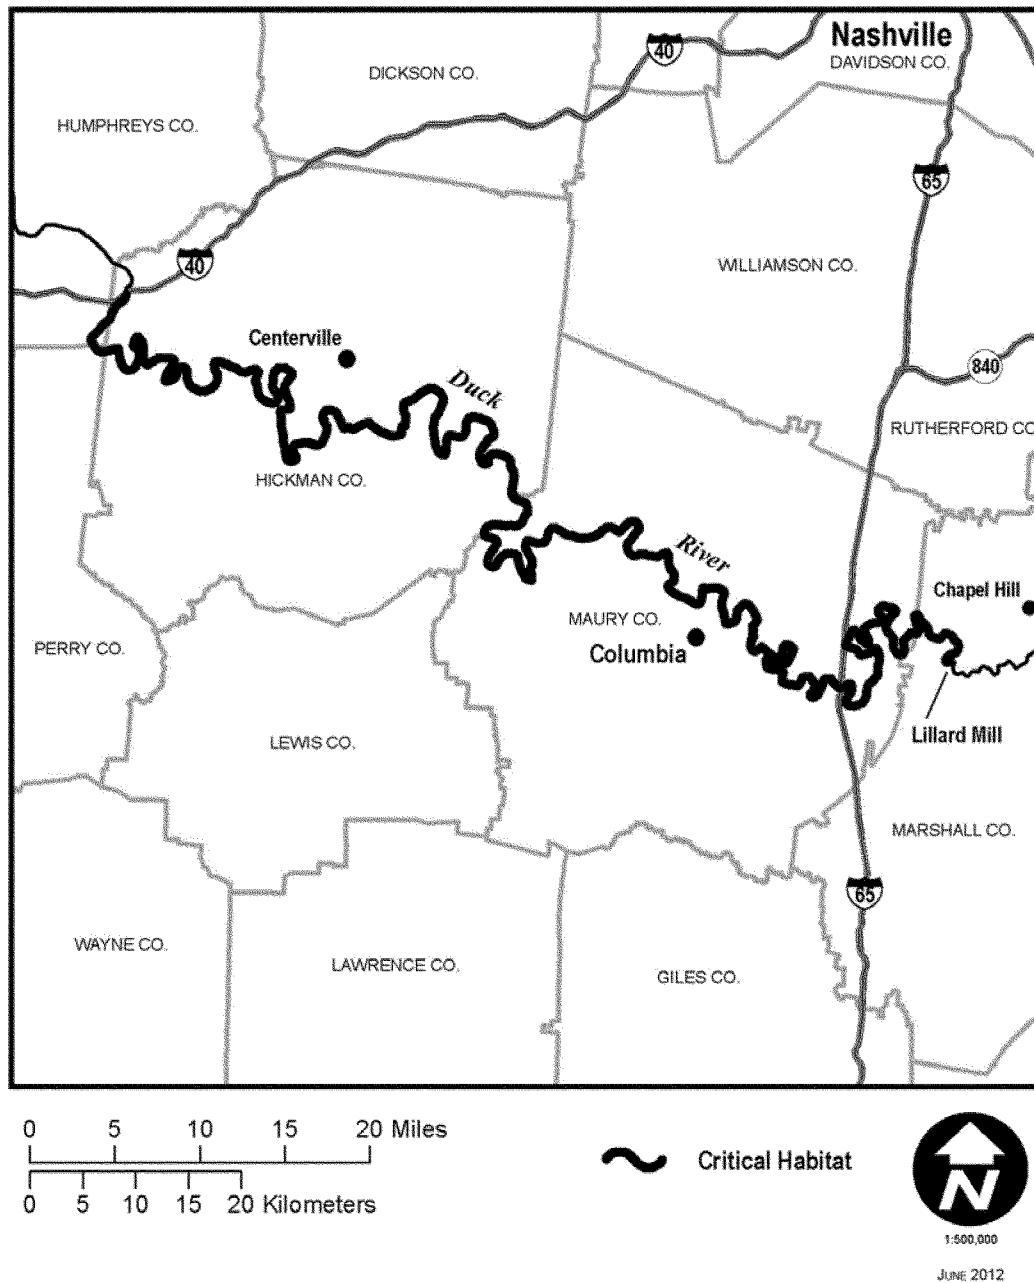 Nashville
DAVIDSON CO.
40
DICKSON CO.
HUMPHREYS CO.
65
40
WILLIAMSON CO.
Centerville
840
Duck
RUTHERFORD CO
HICKMAN CO.
River
Chapel Hill
MAURY CO.
PERRY CO.
Columbia
Lillard Mill
LEWIS CO.
MARSHALL CO.
65
WAYNE CO.
LAWRENCE CO.
GILES CO.
0 5 10 15 20 Miles
0 5 10 15 20 Kilometers
Critical Habitat
N
1:500,000
JUNE 2012